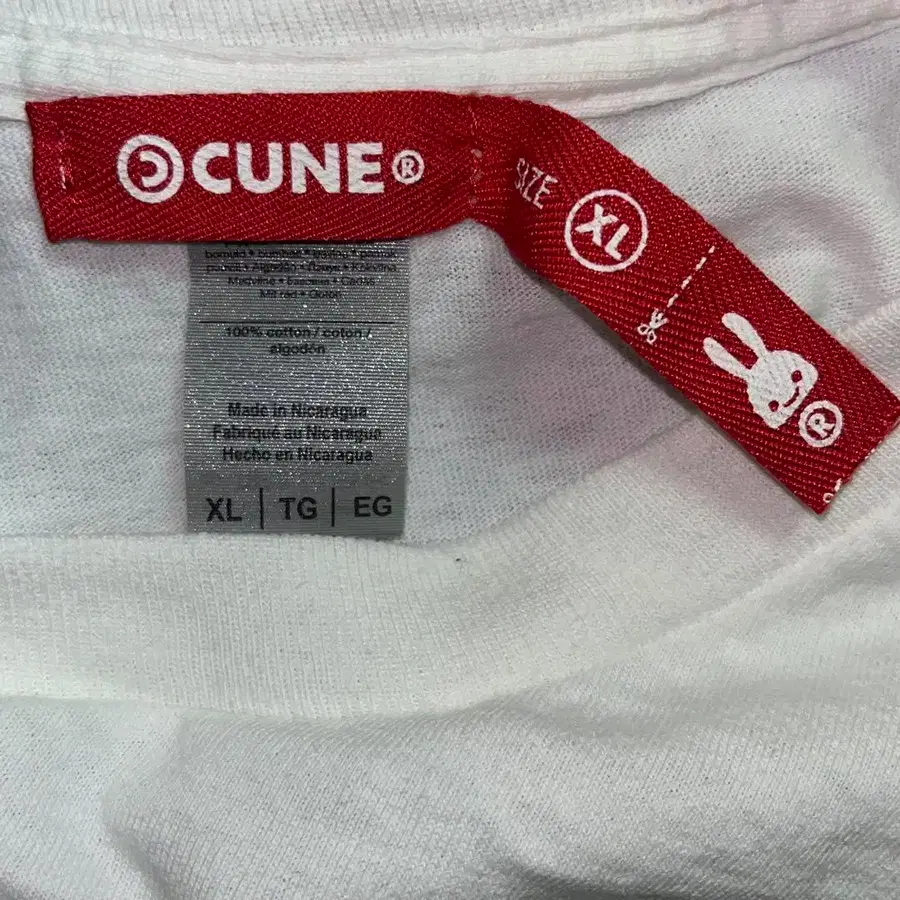 CUNE®
SIZE
XL
®
100% cotton / coton /
algodón
Made in Nicaragua
Fabriqué au Nicaragua
Hecho en Nicaragua
XL | TG | EG